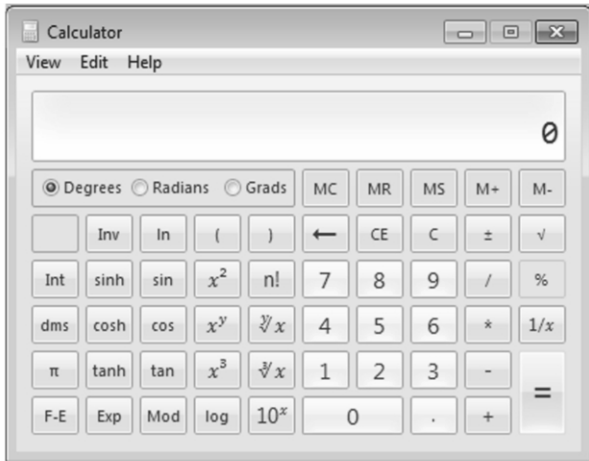 Calculator
View Edit Help
0
Degrees Radians Grads MC MR MS M+ M-
Inv ln ( ) ← CE C ± √
Int sinh sin x² n! 7 8 9 / %
dms cosh cos xʸ ʸ√x 4 5 6 * 1/x
π tanh tan x³ ³√x 1 2 3 - =
F-E Exp Mod log 10ˣ 0 . +